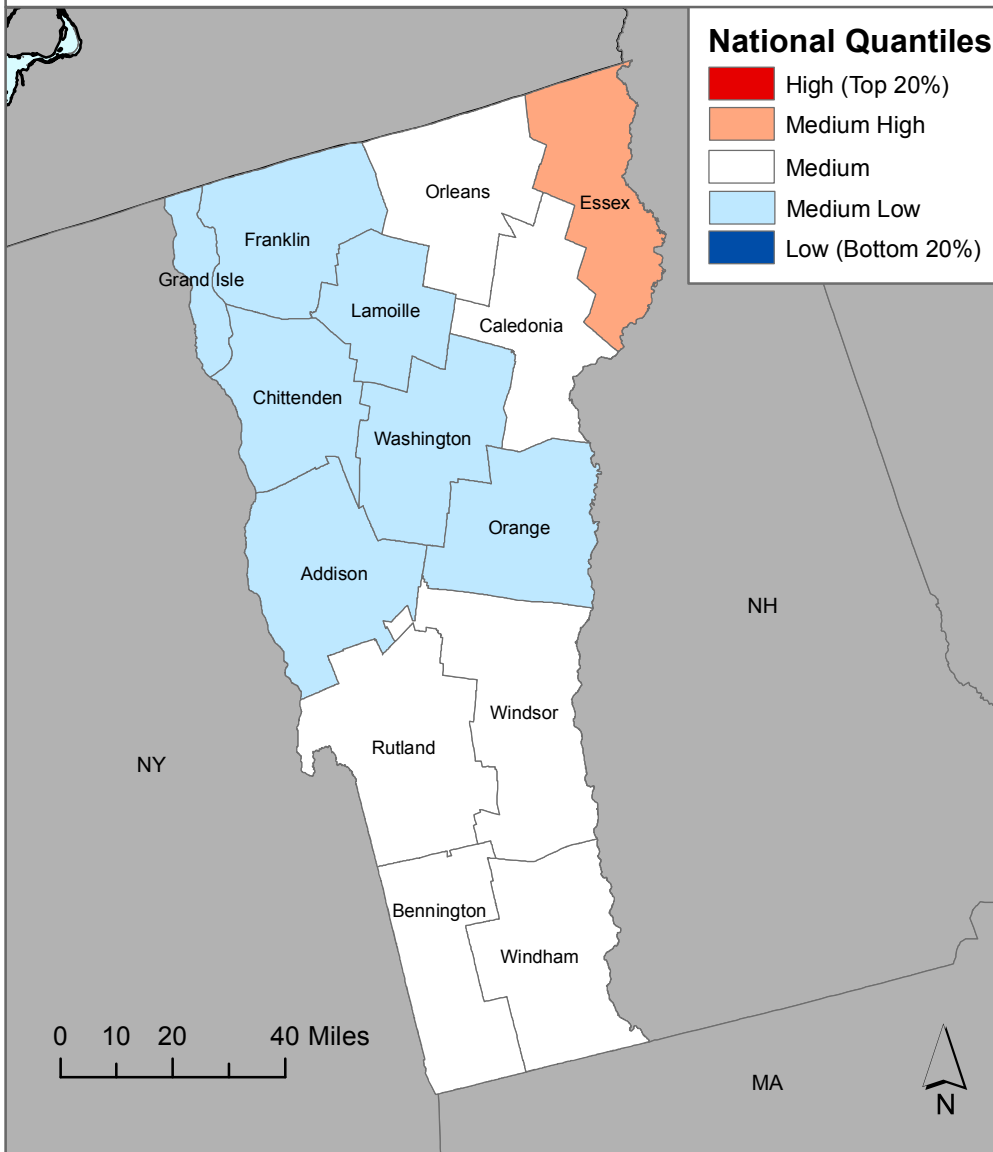 National Quantiles
High (Top 20%)
Medium High
Medium
Medium Low
Low (Bottom 20%)
Orleans
Essex
Franklin
Grand Isle
Lamoille
Caledonia
Chittenden
Washington
Orange
Addison
NH
Windsor
Rutland
NY
Bennington
Windham
0 10 20 40 Miles
MA
N